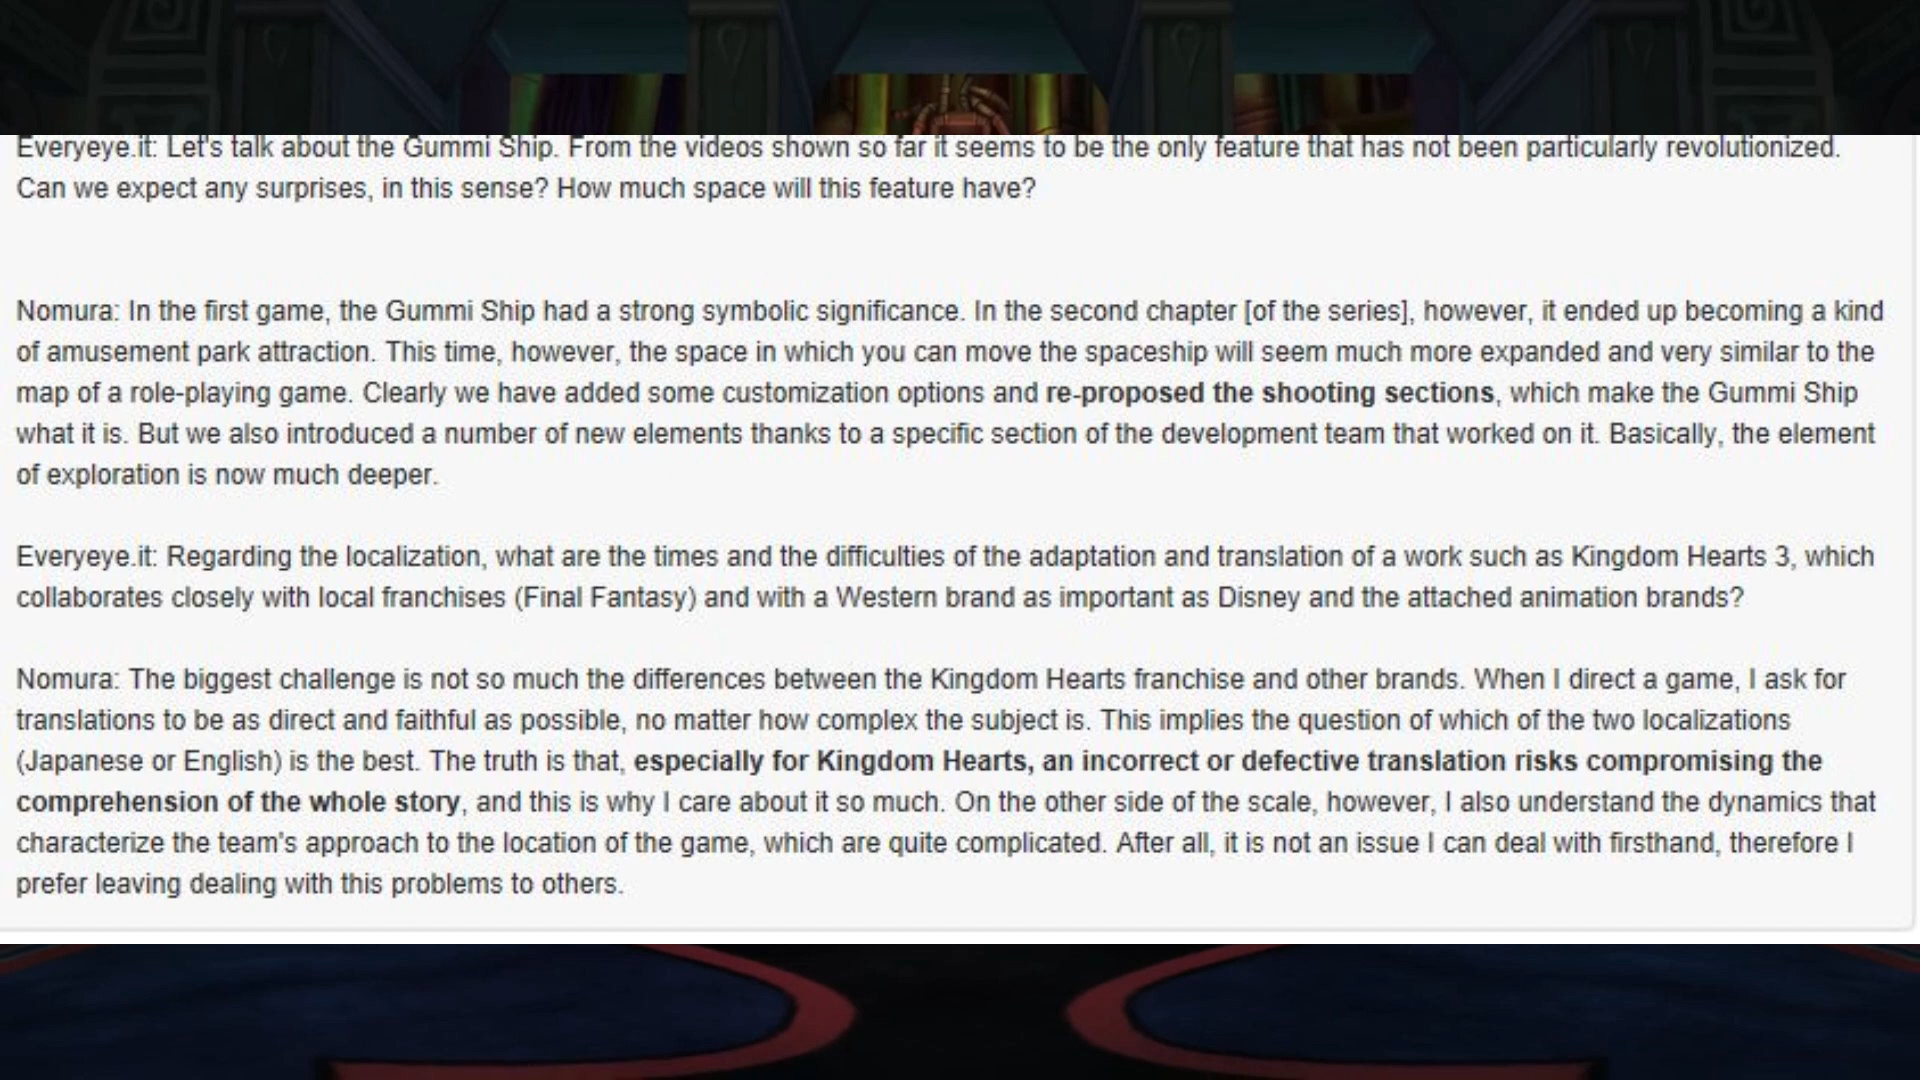 Everyeye.it: Let's talk about the Gummi Ship. From the videos shown so far it seems to be the only feature that has not been particularly revolutionized.
Can we expect any surprises, in this sense? How much space will this feature have?
Nomura: In the first game, the Gummi Ship had a strong symbolic significance. In the second chapter [of the series], however, it ended up becoming a kind
of amusement park attraction. This time, however, the space in which you can move the spaceship will seem much more expanded and very similar to the
map of a role-playing game. Clearly we have added some customization options and re-proposed the shooting sections, which make the Gummi Ship
what it is. But we also introduced a number of new elements thanks to a specific section of the development team that worked on it. Basically, the element
of exploration is now much deeper.
Everyeye.it: Regarding the localization, what are the times and the difficulties of the adaptation and translation of a work such as Kingdom Hearts 3, which
collaborates closely with local franchises (Final Fantasy) and with a Western brand as important as Disney and the attached animation brands?
Nomura: The biggest challenge is not so much the differences between the Kingdom Hearts franchise and other brands. When I direct a game, I ask for
translations to be as direct and faithful as possible, no matter how complex the subject is. This implies the question of which of the two localizations
(Japanese or English) is the best. The truth is that, especially for Kingdom Hearts, an incorrect or defective translation risks compromising the
comprehension of the whole story, and this is why I care about it so much. On the other side of the scale, however, I also understand the dynamics that
characterize the team's approach to the location of the game, which are quite complicated. After all, it is not an issue I can deal with firsthand, therefore I
prefer leaving dealing with this problems to others.